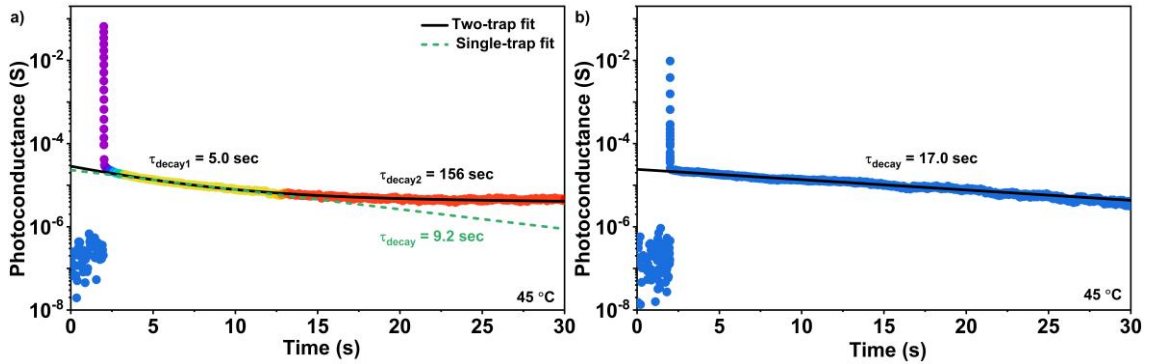 a)
Two-trap fit
Single-trap fit
10⁻²
10⁻⁴
10⁻⁶
10⁻⁸
Photoconductance (S)
τdecay1 = 5.0 sec
τdecay2 = 156 sec
τdecay = 9.2 sec
45 °C
0 5 10 15 20 25 30
Time (s)
b)
10⁻²
10⁻⁴
10⁻⁶
10⁻⁸
Photoconductance (S)
τdecay = 17.0 sec
45 °C
0 5 10 15 20 25 30
Time (s)